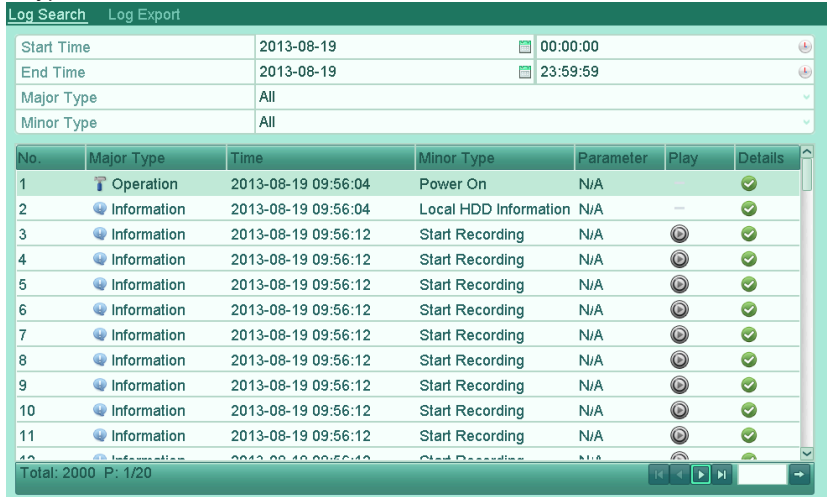 Log Search Log Export
Start Time 2013-08-19 00:00:00
End Time 2013-08-19 23:59:59
Major Type All
Minor Type All
No. Major Type Time Minor Type Parameter Play Details
1 Operation 2013-08-19 09:56:04 Power On N/A
2 Information 2013-08-19 09:56:04 Local HDD Information N/A —
3 Information 2013-08-19 09:56:12 Start Recording N/A
4 Information 2013-08-19 09:56:12 Start Recording N/A
5 Information 2013-08-19 09:56:12 Start Recording N/A
6 Information 2013-08-19 09:56:12 Start Recording N/A
7 Information 2013-08-19 09:56:12 Start Recording N/A
8 Information 2013-08-19 09:56:12 Start Recording N/A
9 Information 2013-08-19 09:56:12 Start Recording N/A
10 Information 2013-08-19 09:56:12 Start Recording N/A
11 Information 2013-08-19 09:56:12 Start Recording N/A
Total: 2000 P: 1/20